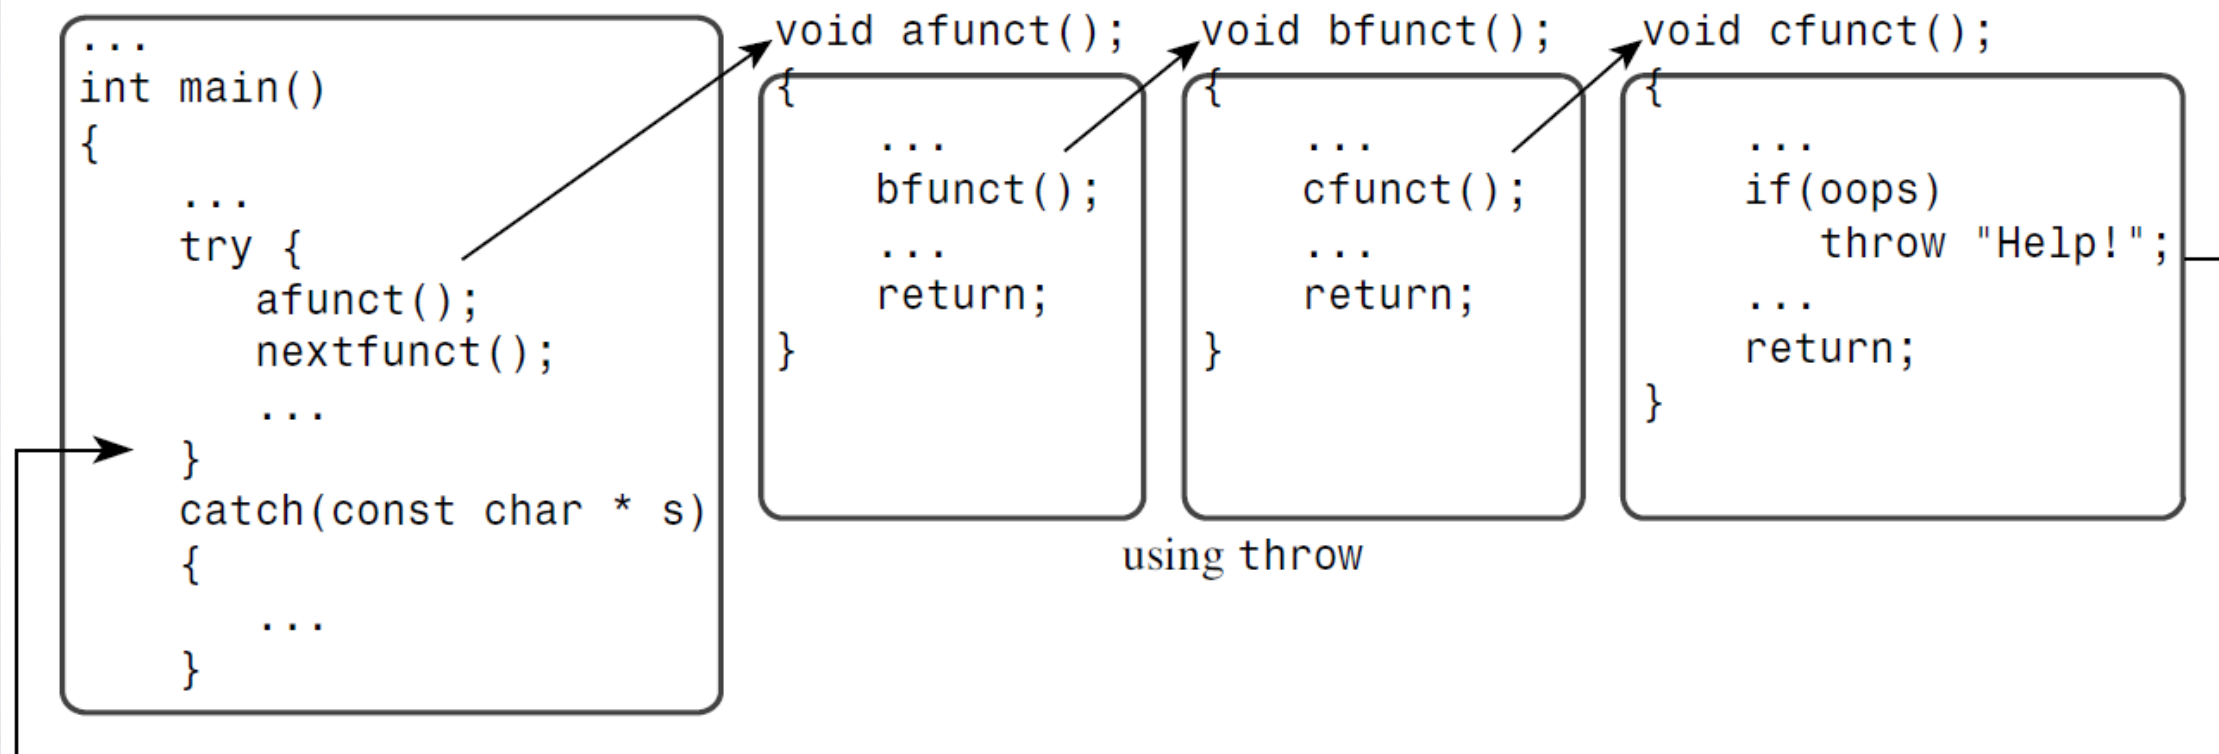 ...
int main()
{
...
try {
afunct();
nextfunct();
...
}
catch(const char * s)
{
...
}
void afunct();
{
...
bfunct();
...
return;
}
void bfunct();
{
...
cfunct();
...
return;
}
void cfunct();
{
...
if(oops)
throw "Help!";
...
return;
}
using throw